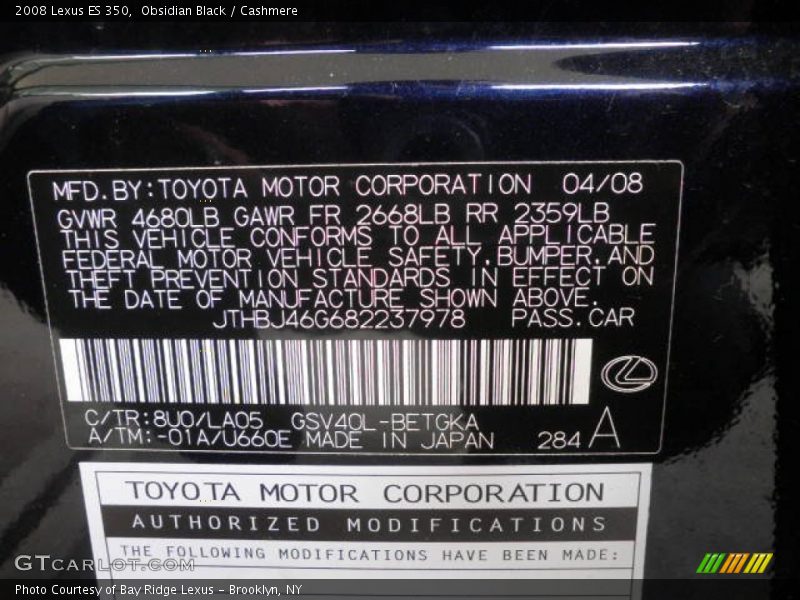 2008 Lexus ES 350,  Obsidian Black / Cashmere
MFD.BY:TOYOTA MOTOR CORPORATION 04/08
GVWR 4680LB GAWR FR 2668LB RR 2359LB
THIS VEHICLE CONFORMS TO ALL APPLICABLE
FEDERAL MOTOR VEHICLE SAFETY,BUMPER,AND
THEFT PREVENTION STANDARDS IN EFFECT ON
THE DATE OF MANUFACTURE SHOWN ABOVE.
JTHBJ46G682237978 PASS.CAR
C/TR:8U0/LA05 GSV40L-BETGKA
A/TM:-01A/U660E MADE IN JAPAN 284 A
TOYOTA MOTOR CORPORATION
AUTHORIZED MODIFICATIONS
THE FOLLOWING MODIFICATIONS HAVE BEEN MADE:
GTcarlot.com
Photo Courtesy of Bay Ridge Lexus – Brooklyn, NY